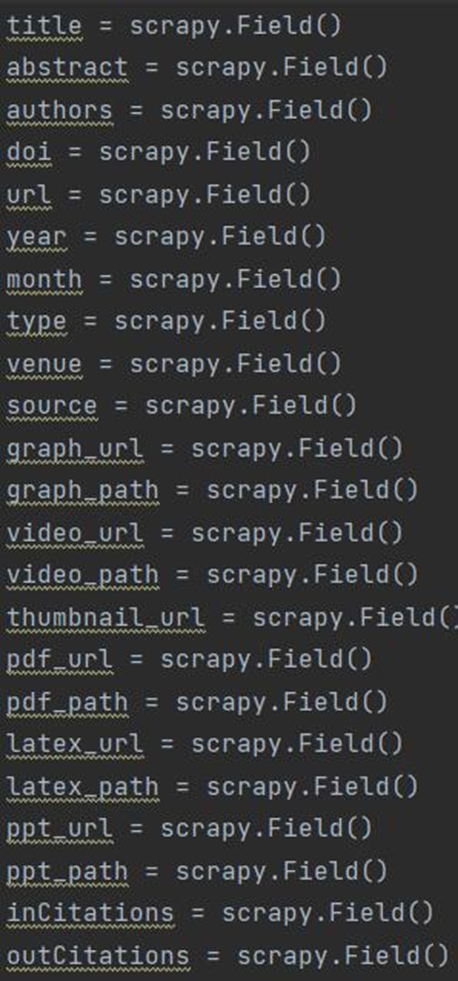 title = scrapy.Field()
abstract = scrapy.Field()
authors = scrapy.Field()
doi = scrapy.Field()
url = scrapy.Field()
year = scrapy.Field()
month = scrapy.Field()
type = scrapy.Field()
venue = scrapy.Field()
source = scrapy.Field()
graph_url = scrapy.Field()
graph_path = scrapy.Field()
video_url = scrapy.Field()
video_path = scrapy.Field()
thumbnail_url = scrapy.Field()
pdf_url = scrapy.Field()
pdf_path = scrapy.Field()
latex_url = scrapy.Field()
latex_path = scrapy.Field()
ppt_url = scrapy.Field()
ppt_path = scrapy.Field()
inCitations = scrapy.Field()
outCitations = scrapy.Field()